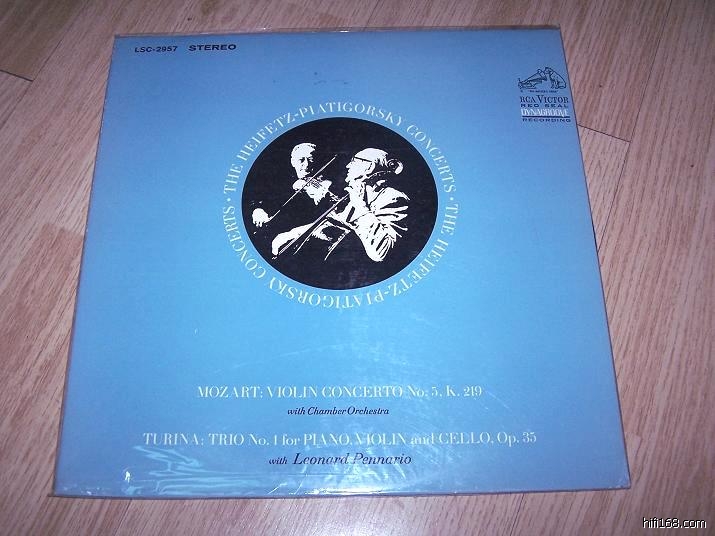 LSC-2957 STEREO
RCA VICTOR
RED SEAL
DYNAGROOVE
RECORDING
THE HEIFETZ-PIATIGORSKY CONCERTS · THE HEIFETZ-PIATIGORSKY CONCERTS ·
MOZART: VIOLIN CONCERTO No. 5, K. 219
with Chamber Orchestra
TURINA: TRIO No. 1 for PIANO, VIOLIN and CELLO, Op. 35
with Leonard Pennario
hifi168.com